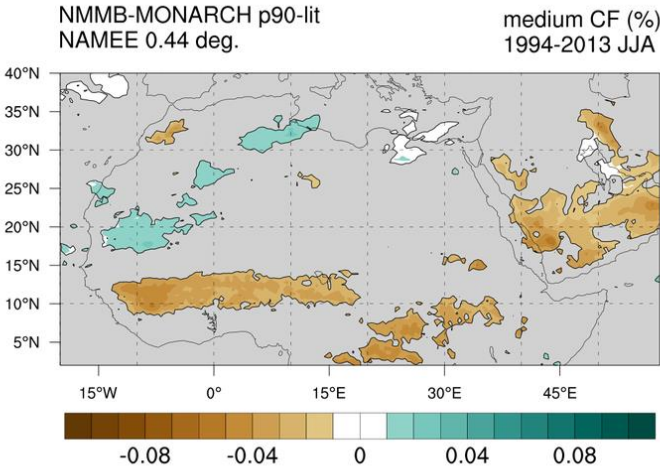 NMMB-MONARCH p90-lit
NAMEE 0.44 deg.
medium CF (%)
1994-2013 JJA
40°N
35°N
30°N
25°N
20°N
15°N
10°N
5°N
15°W 0° 15°E 30°E 45°E
-0.08 -0.04 0 0.04 0.08